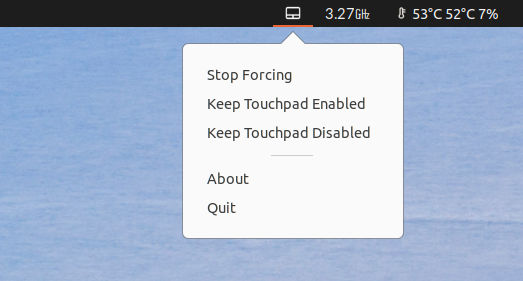 3.27㎓ 53°C 52°C 7%
Stop Forcing
Keep Touchpad Enabled
Keep Touchpad Disabled
About
Quit